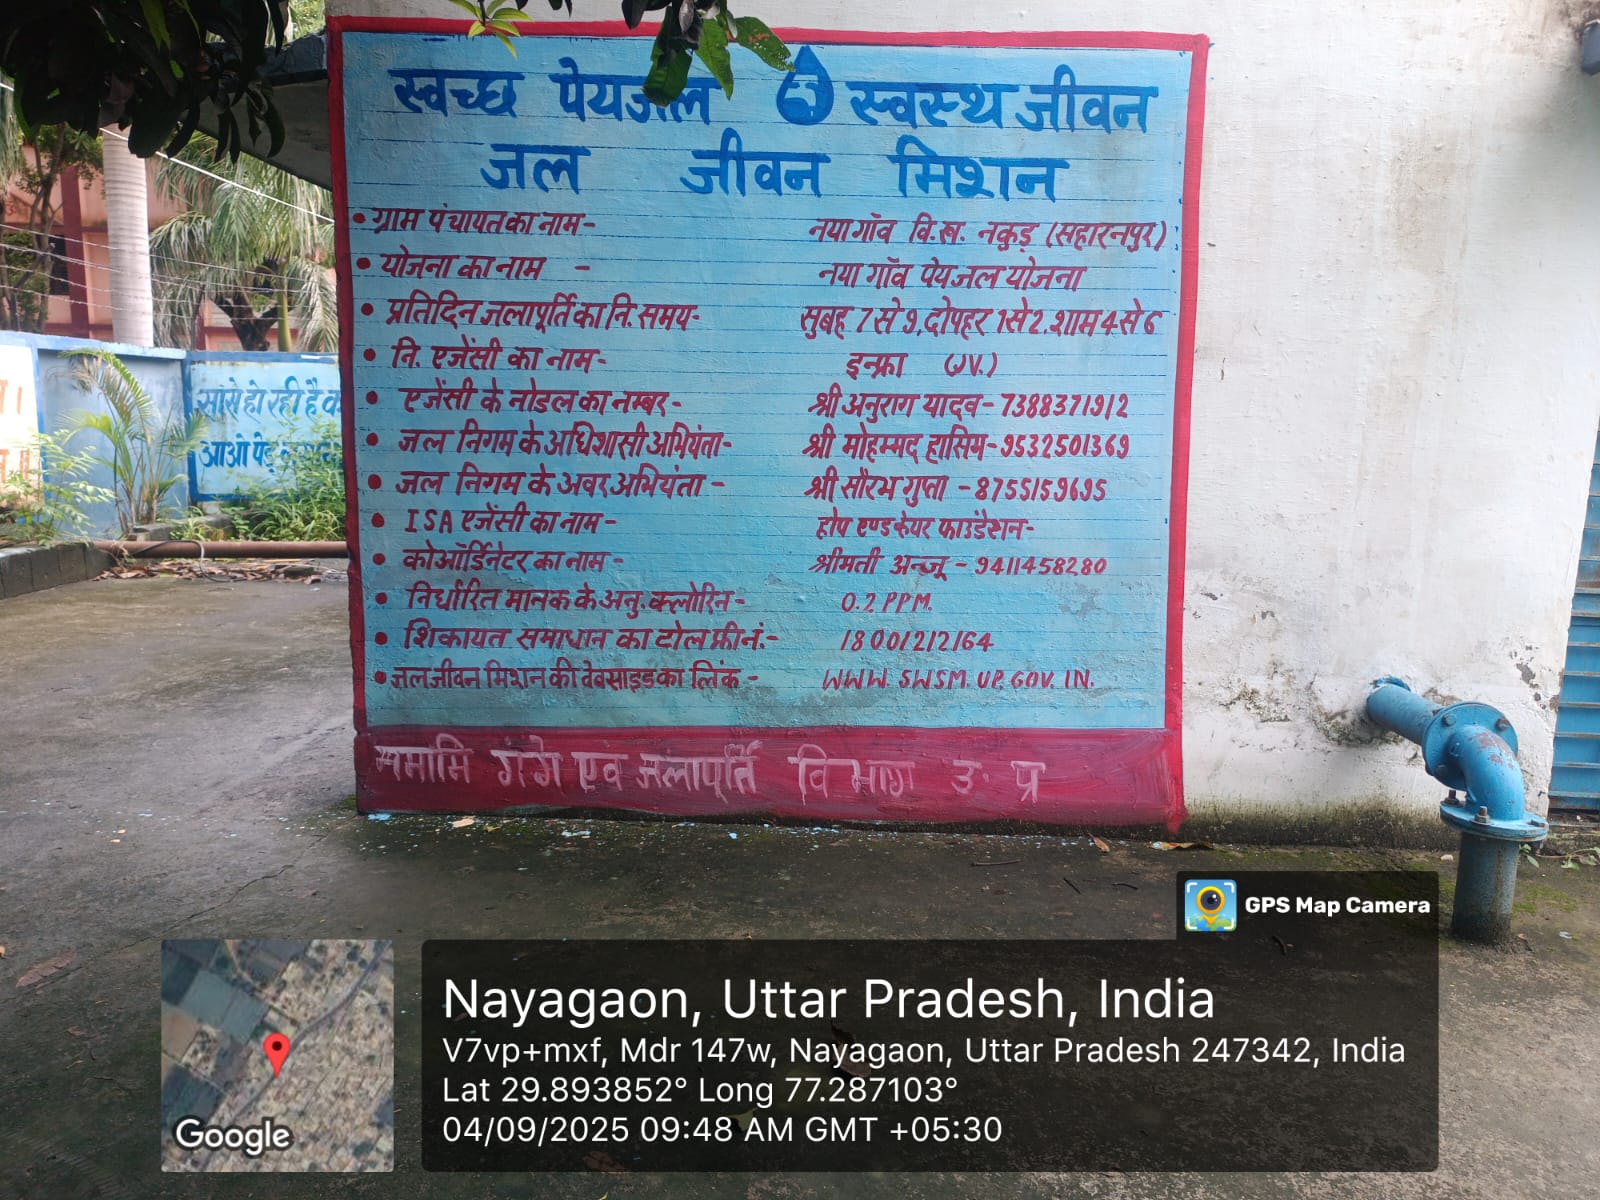 स्वच्छ पेयजल स्वस्थ जीवन
जल जीवन मिशन
• ग्राम पंचायत का नाम- नया गाँव वि.ख. नकुड़ (सहारनपुर)
• योजना का नाम - नया गाँव पेयजल योजना
• प्रतिदिन जलापूर्ति का नि. समय- सुबह 7 से 9, दोपहर 1 से 2. शाम 4 से 6
• नि. एजेंसी का नाम- इन्फ्रा (JV.)
• एजेंसी के नोडल का नम्बर- श्री अनुराग यादव- 7388371912
• जल निगम के अधिशासी अभियंता- श्री मोहम्मद हासिम- 9532501369
• जल निगम के अवर अभियंता - श्री सौरभ गुप्ता - 8755159695
• ISA एजेंसी का नाम- होप एण्ड केयर फाउंडेशन-
• कोऑर्डिनेटर का नाम- श्रीमती अन्जू - 9411458280
• निर्धारित मानक के अनु. क्लोरिन- 0.2 PPM.
• शिकायत समाधान का टोल फ्री नं.- 18001212164
• जल जीवन मिशन की वेबसाइड का लिंक - WWW. SWSM. UP. GOV. IN.
नमामि गंगे एवं जलापूर्ति विभाग उ. प्र
सांसे हो रही है
आओ पेड़
GPS Map Camera
Nayagaon, Uttar Pradesh, India
V7vp+mxf, Mdr 147w, Nayagaon, Uttar Pradesh 247342, India
Lat 29.893852° Long 77.287103°
04/09/2025 09:48 AM GMT +05:30
Google